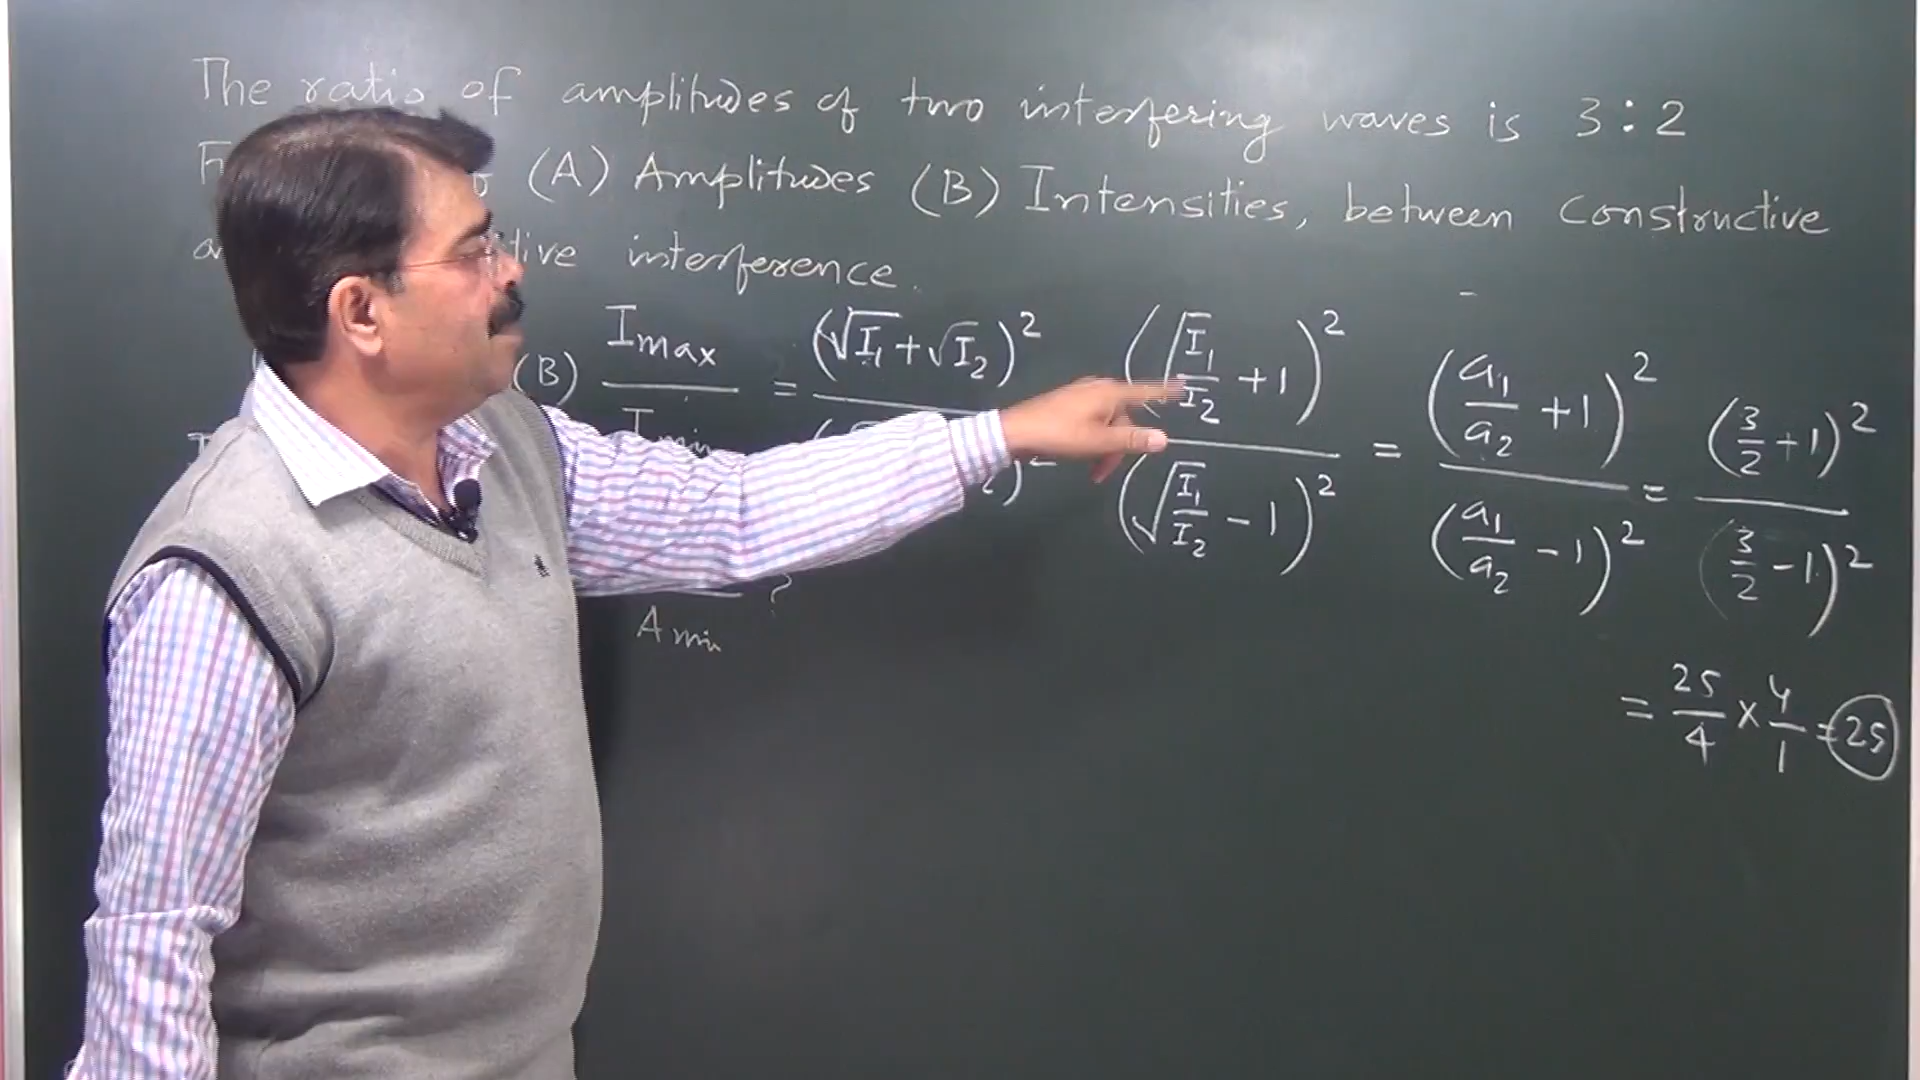 The ratio of amplitudes of two interfering waves is 3:2
(A) Amplitudes (B) Intensities, between constructive
interference.
(B) Imax = (√I₁+√I₂)² (√I₁/I₂ +1)² / (√I₁/I₂ -1)² = (a₁/a₂ +1)² / (a₁/a₂ -1)² = (3/2 +1)² / (3/2 -1)²
Amin ?
= 25/4 × 4/1 = 25